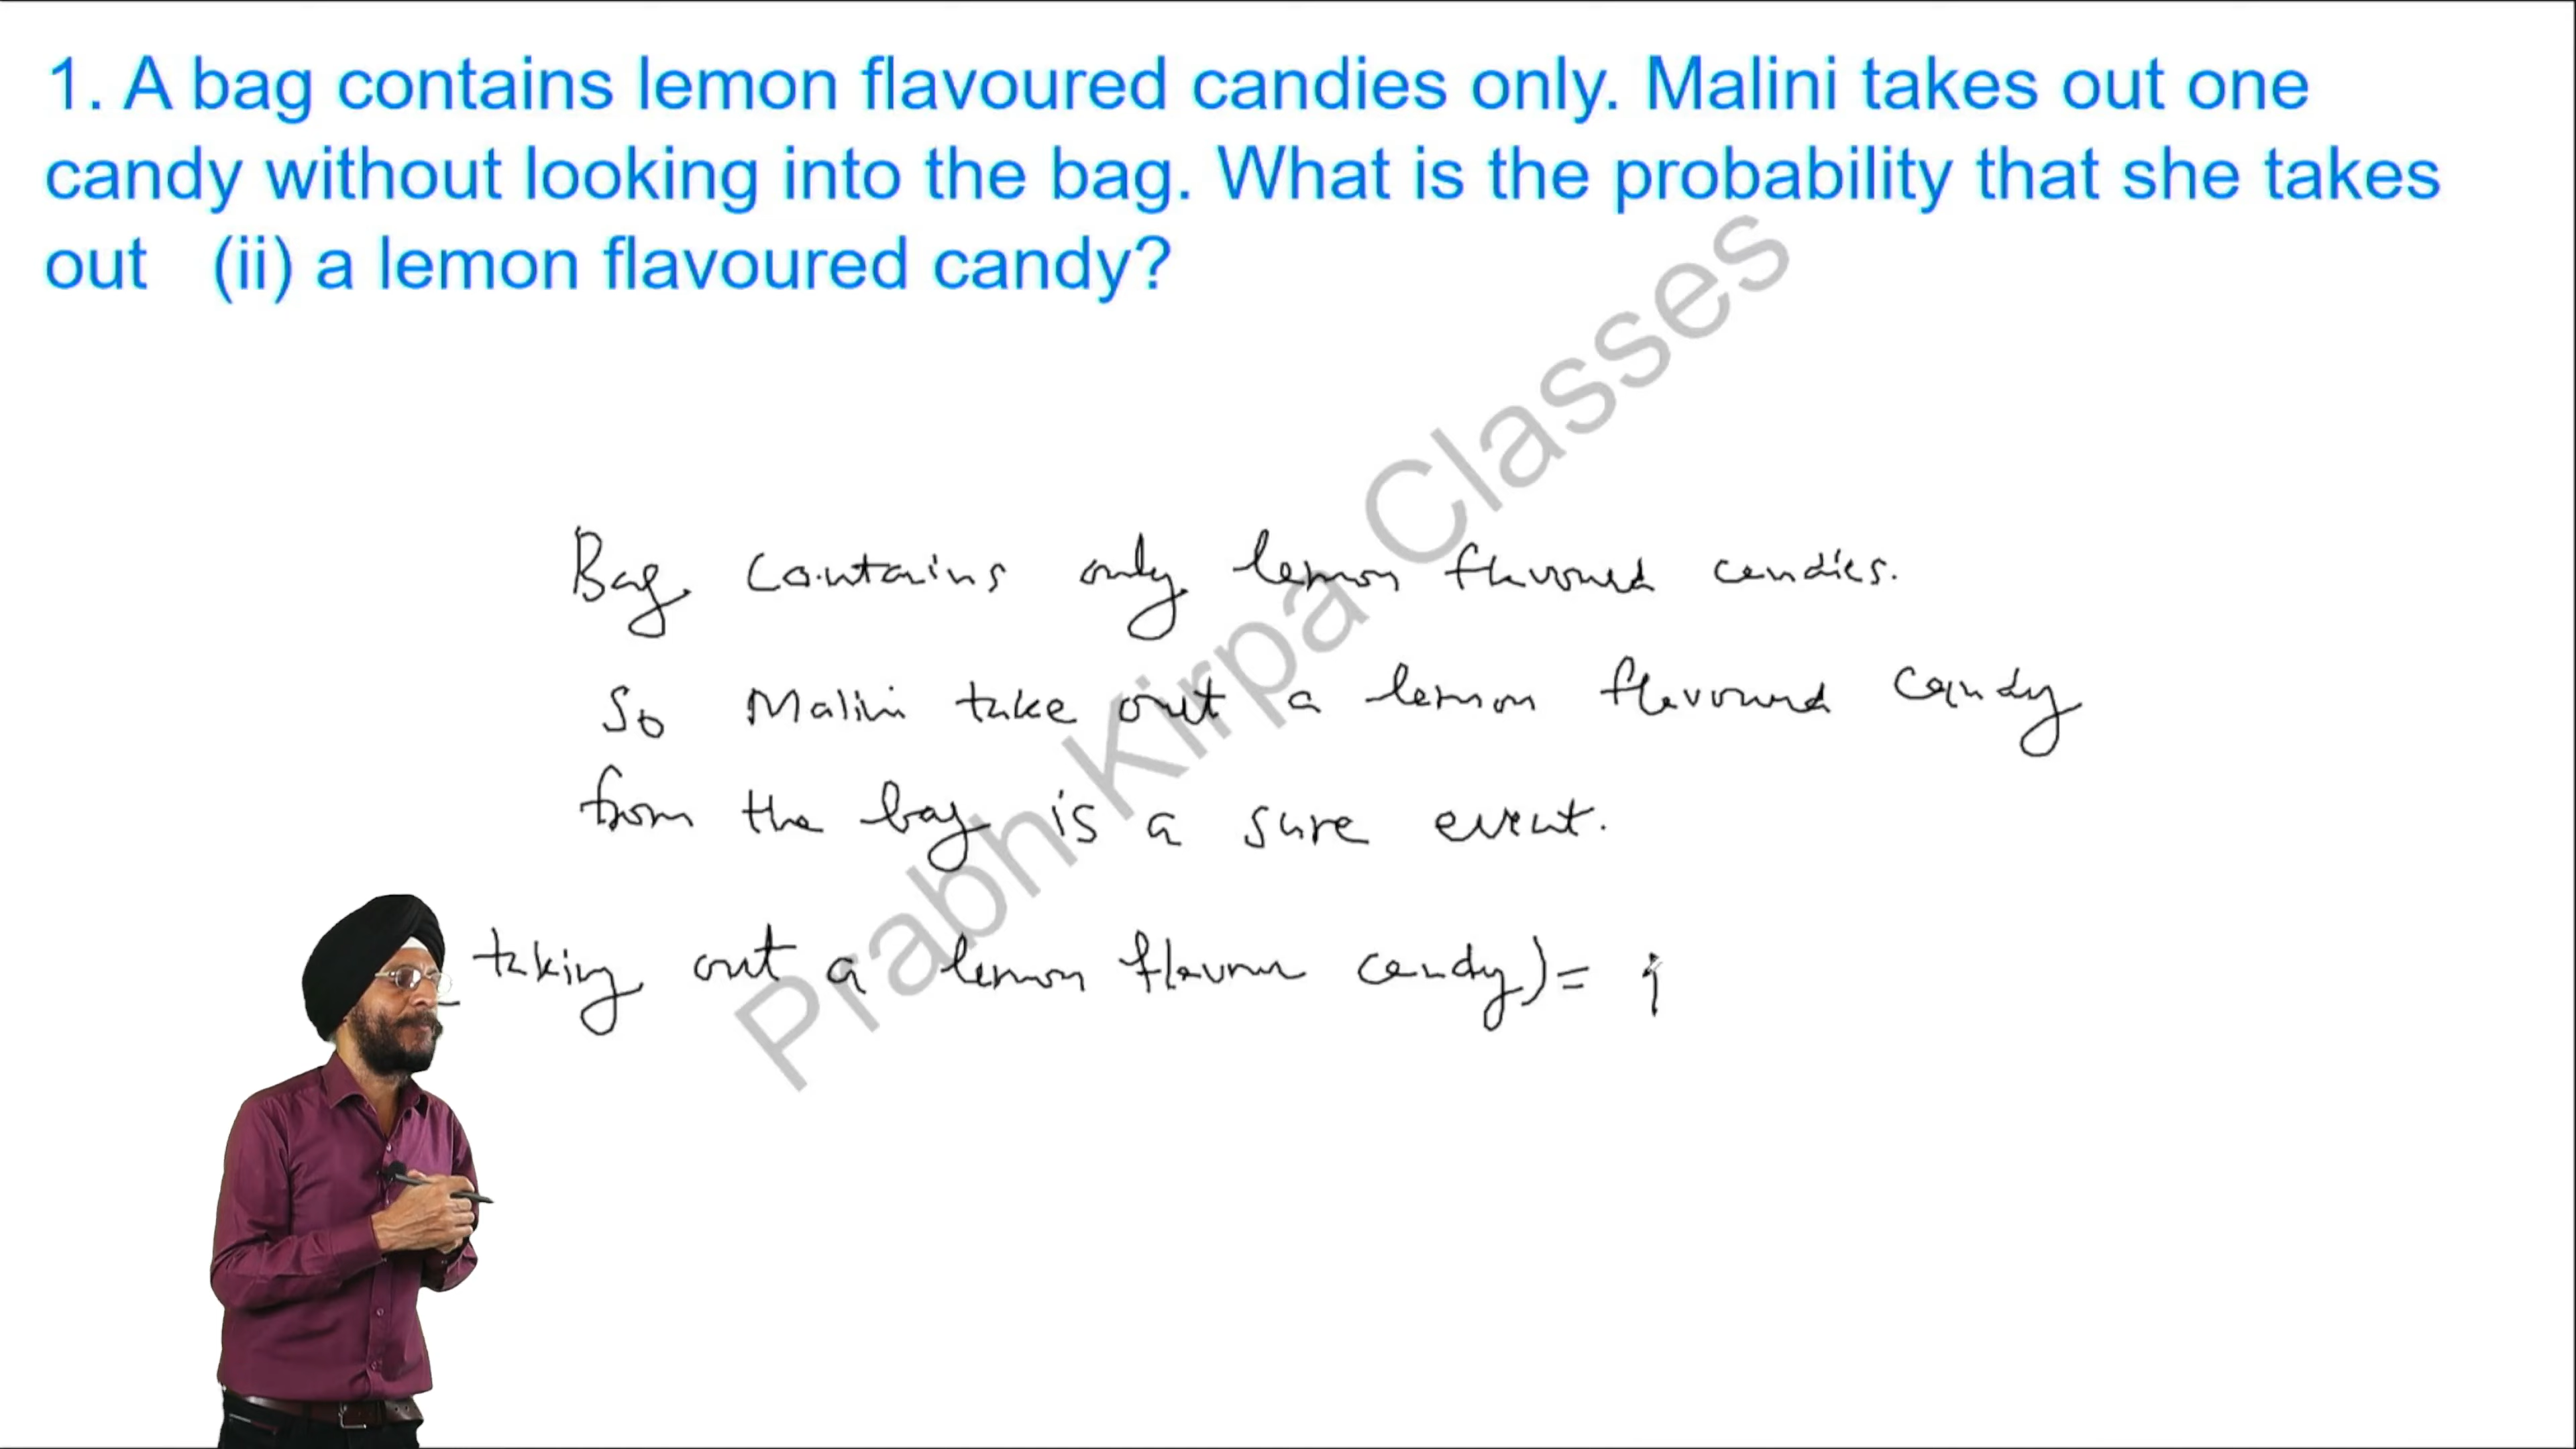 1. A bag contains lemon flavoured candies only. Malini takes out one
candy without looking into the bag. What is the probability that she takes
out (ii) a lemon flavoured candy?
Prabh Kirpa Classes
Bag contains only lemon flavoured candies.
So Malini take out a lemon flavoured candy
from the bag is a sure event.
taking out a lemon flavour candy) = 1